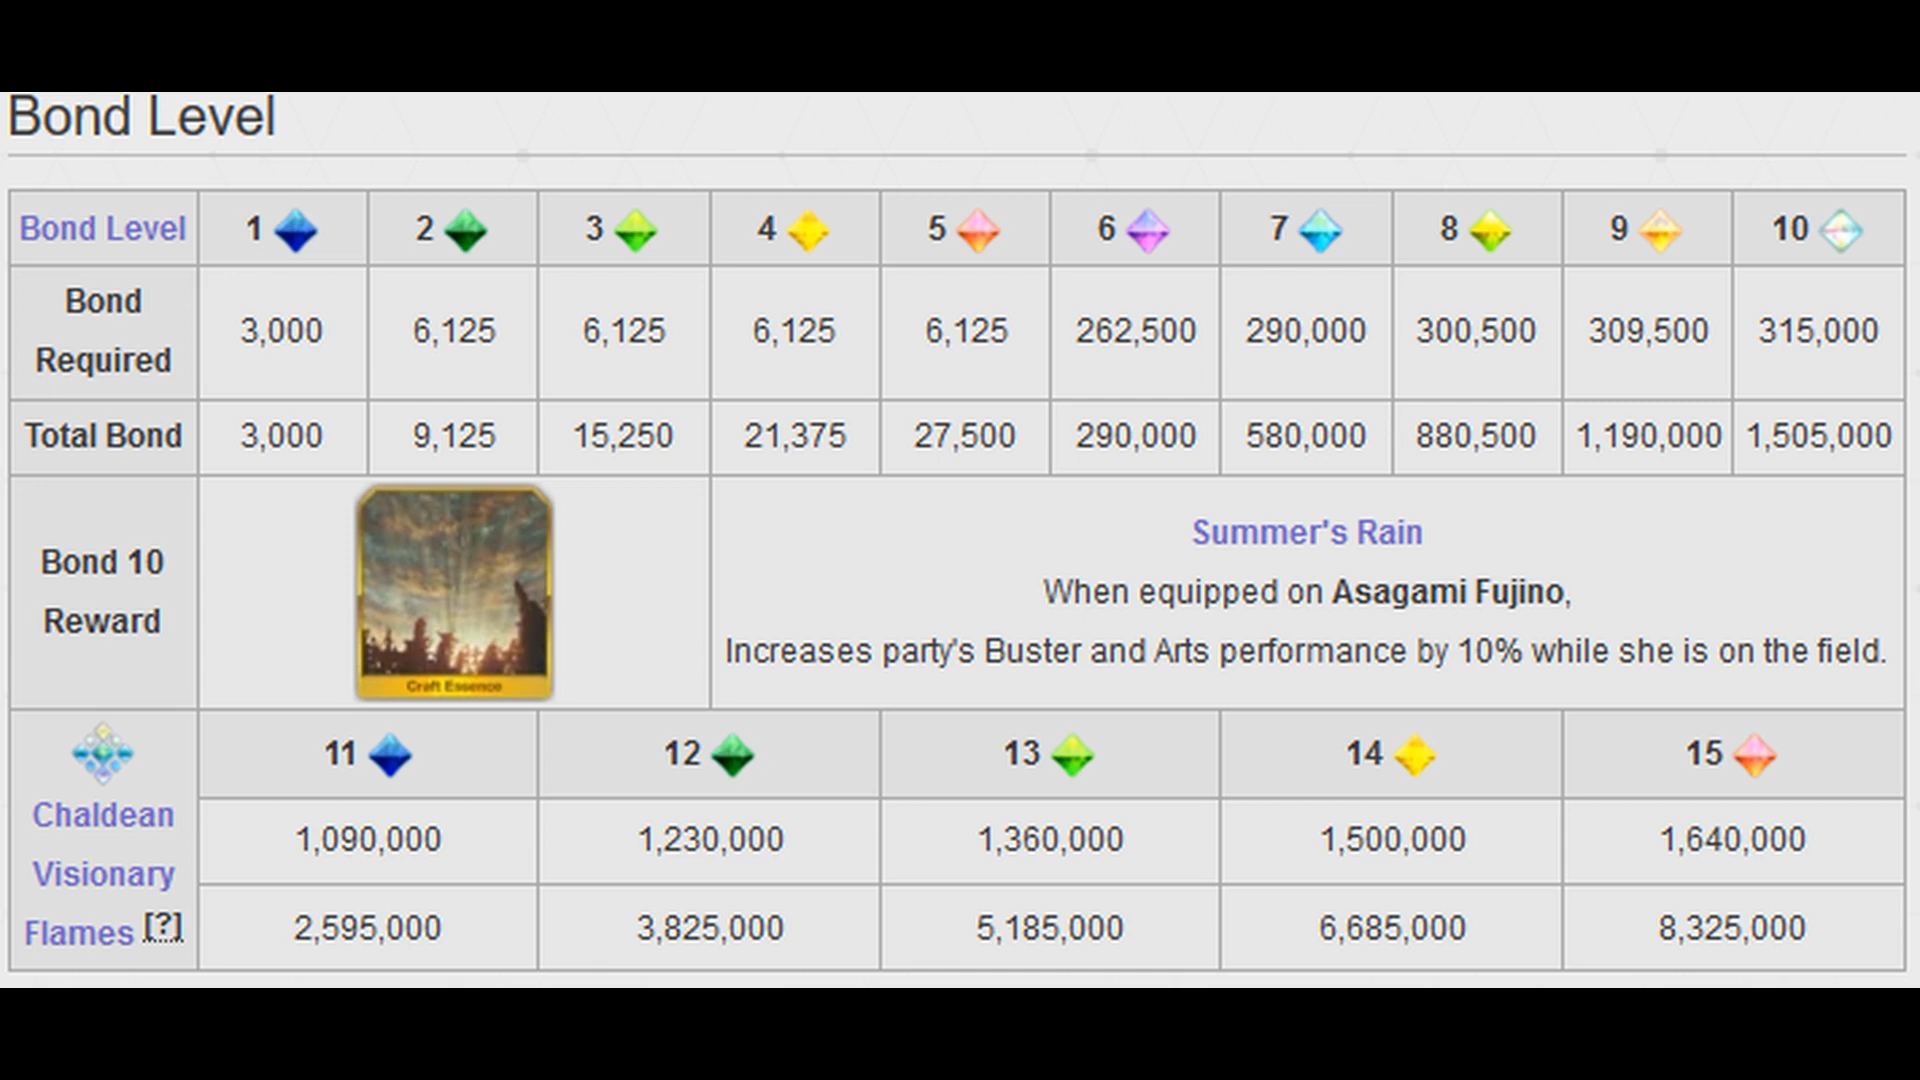 Bond Level
Bond Level 1 2 3 4 5 6 7 8 9 10
Bond
Required
3,000 6,125 6,125 6,125 6,125 262,500 290,000 300,500 309,500 315,000
Total Bond 3,000 9,125 15,250 21,375 27,500 290,000 580,000 880,500 1,190,000 1,505,000
Bond 10
Reward
Craft Essence
Summer's Rain
When equipped on Asagami Fujino,
Increases party's Buster and Arts performance by 10% while she is on the field.
Chaldean
Visionary
Flames [?]
11 12 13 14 15
1,090,000 1,230,000 1,360,000 1,500,000 1,640,000
2,595,000 3,825,000 5,185,000 6,685,000 8,325,000